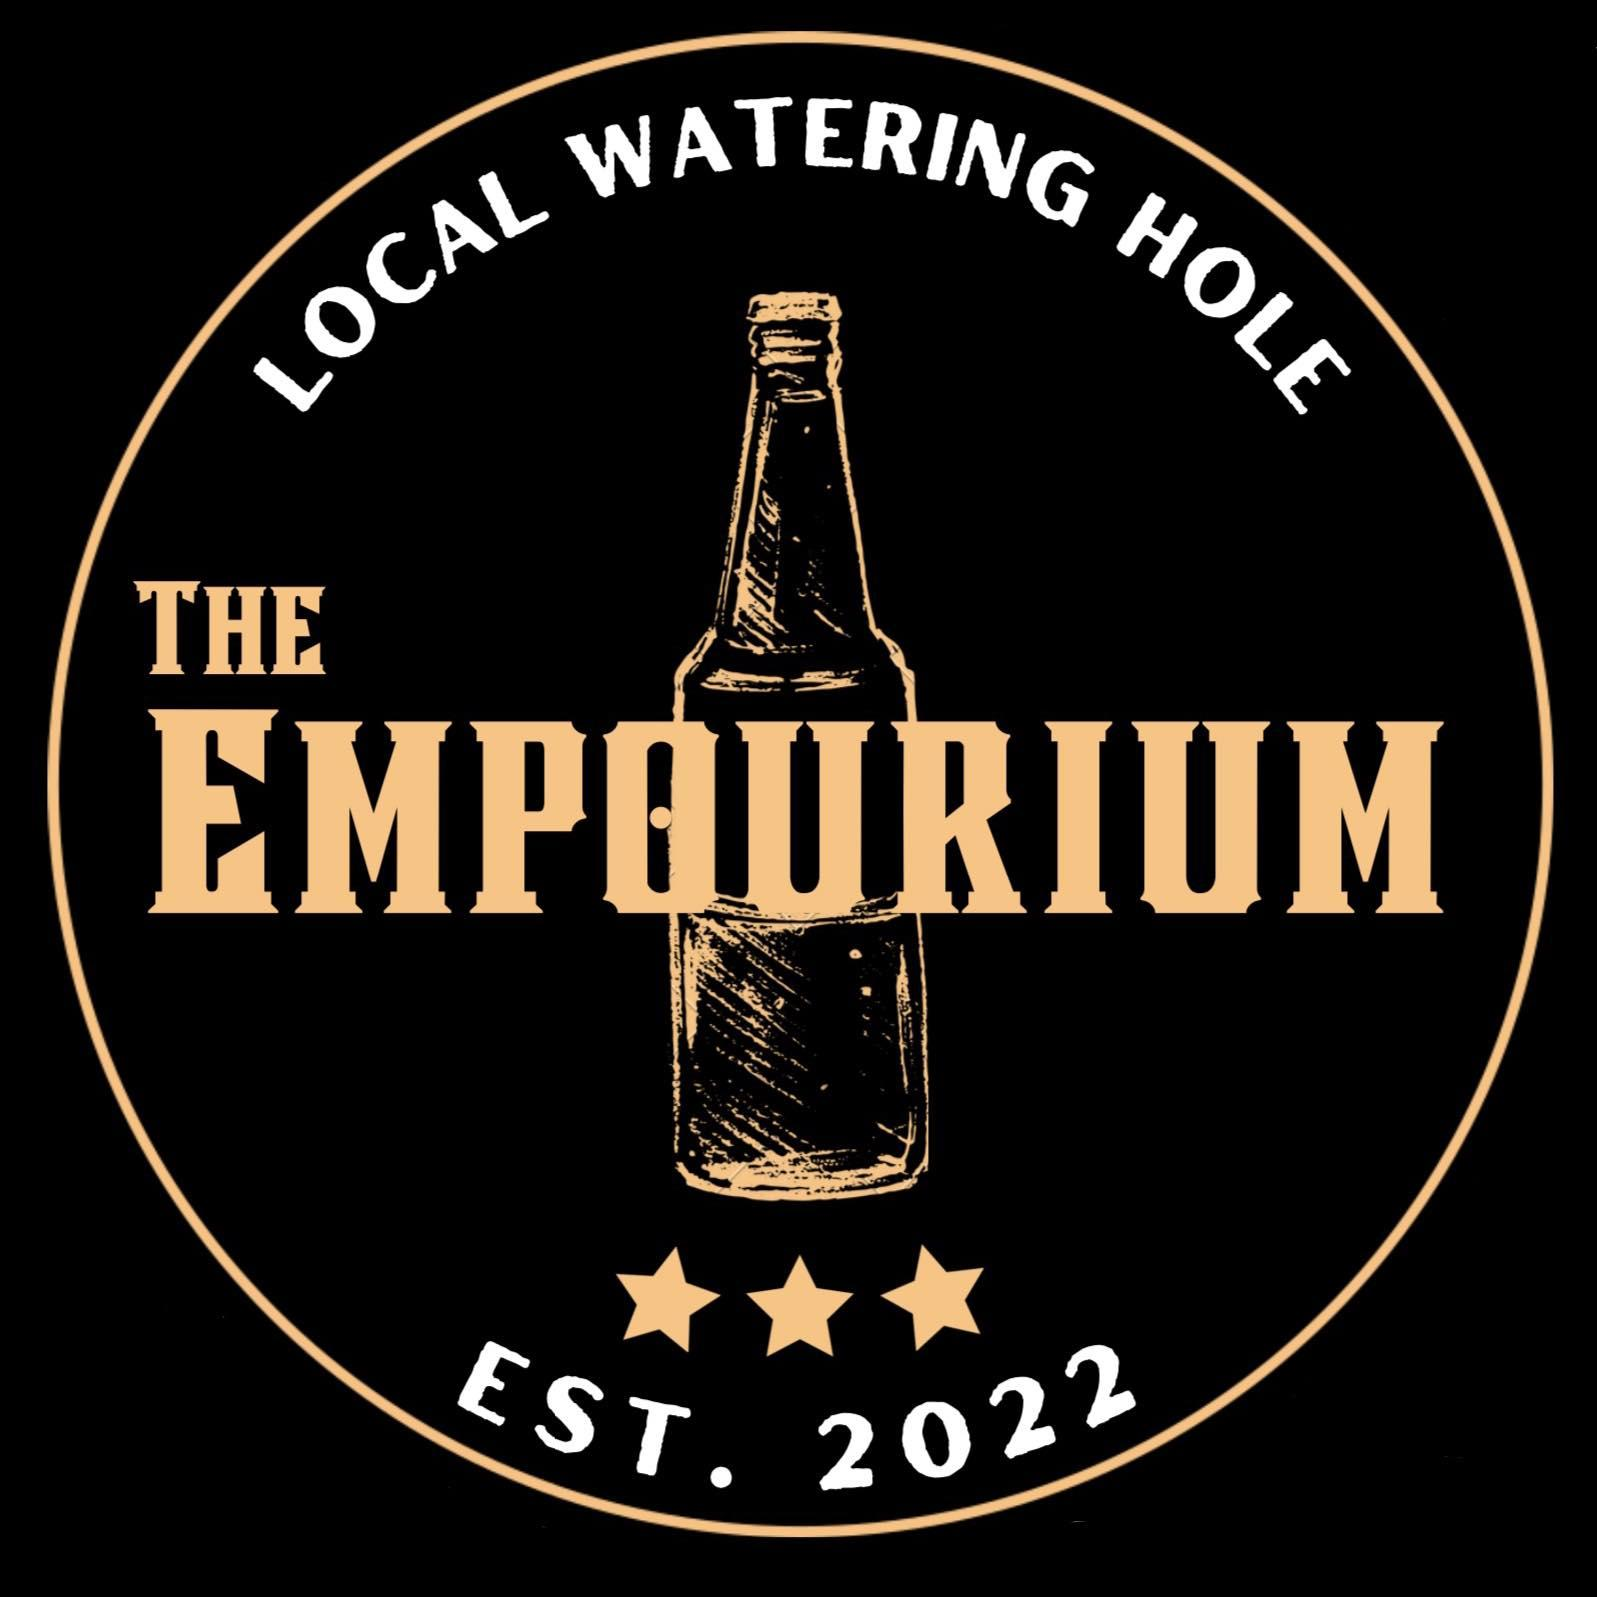 LOCAL WATERING HOLE
THE
EMPOURIUM
EST. 2022